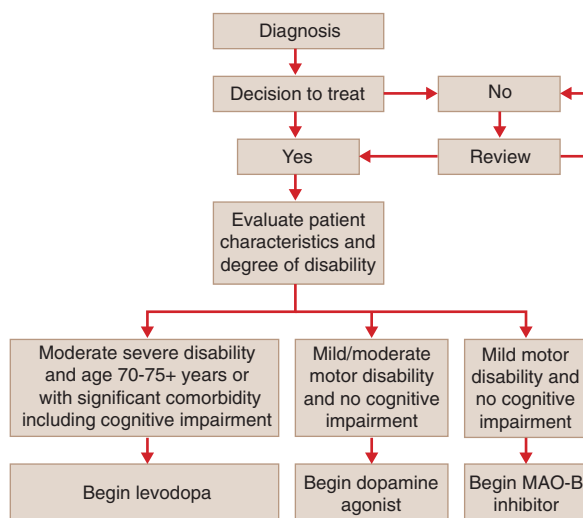 Diagnosis
Decision to treat
No
Yes
Review
Evaluate patient
characteristics and
degree of disability
Moderate severe disability
and age 70-75+ years or
with significant comorbidity
including cognitive impairment
Mild/moderate
motor disability
and no cognitive
impairment
Mild motor
disability and
no cognitive
impairment
Begin levodopa
Begin dopamine
agonist
Begin MAO-B
inhibitor